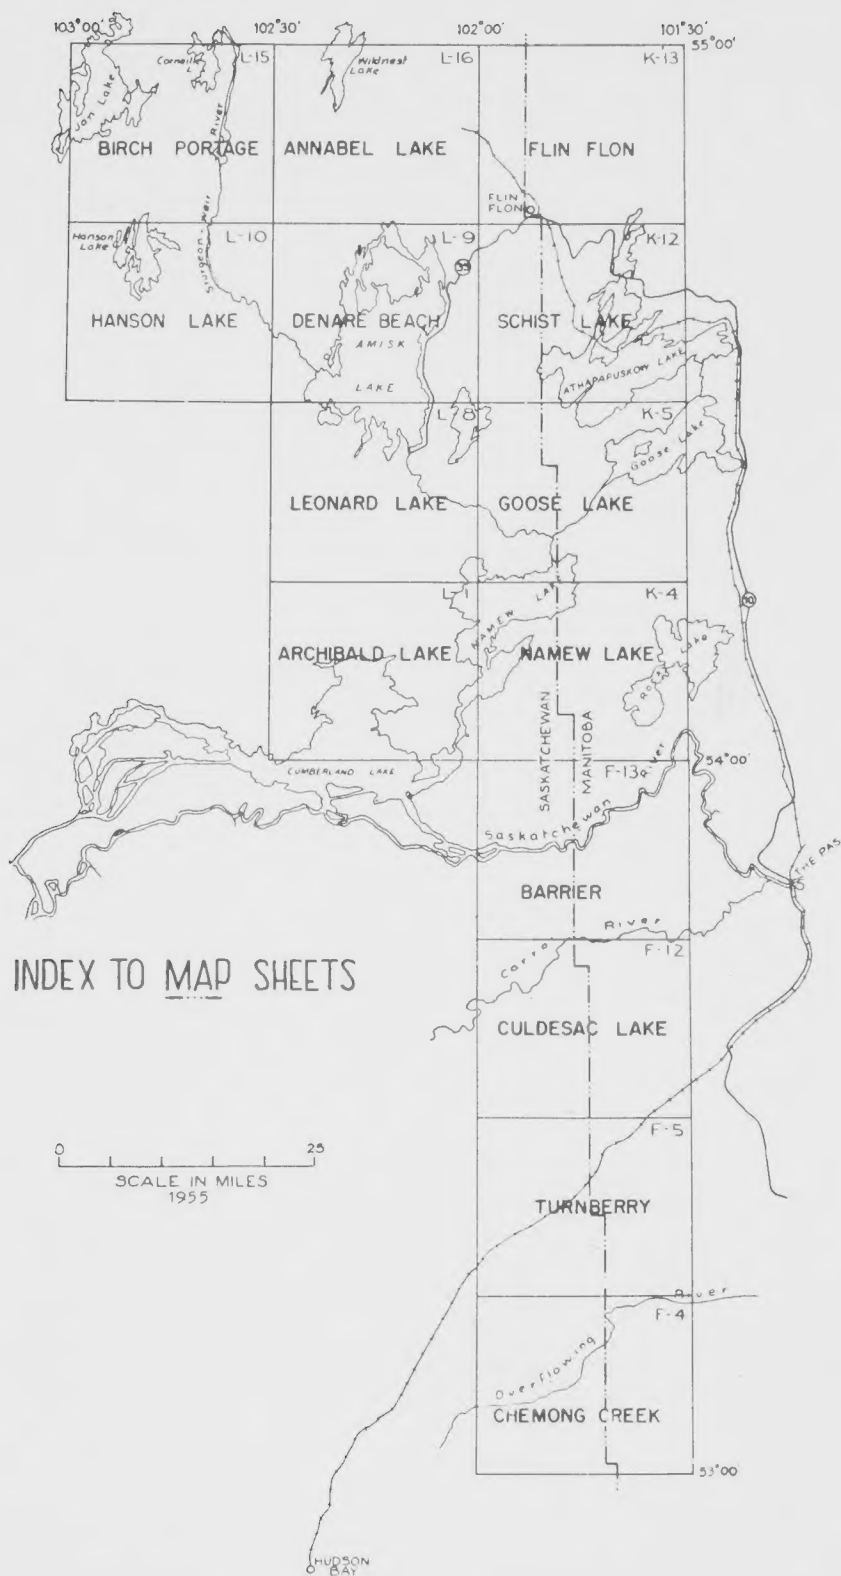 103°00' 102°30' 102°00' 101°30'
55°00'
Jan Lake
Corneille L.
L-15
Wildnest Lake
L-16
K-13
BIRCH PORTAGE
ANNABEL LAKE
FLIN FLON
FLIN FLON
Sturgeon-Weir River
Hanson Lake
L-10
L-9
35
K-12
HANSON LAKE
DENARE BEACH
SCHIST LAKE
AMISK LAKE
ATHAPAPUSKOW LAKE
L-8
K-5
Goose Lake
LEONARD LAKE
GOOSE LAKE
L-1
K-4
10
NAMEW LAKE
ARCHIBALD LAKE
NAMEW LAKE
Rocky Lake
SASKATCHEWAN
MANITOBA
CUMBERLAND LAKE
F-13
54°00'
Saskatchewan River
THE PAS
BARRIER
Carrot River
F-12
INDEX TO MAP SHEETS
CULDESAC LAKE
F-5
0 25
SCALE IN MILES
1955
TURNBERRY
F-4
Overflowing River
CHEMONG CREEK
53°00'
HUDSON BAY